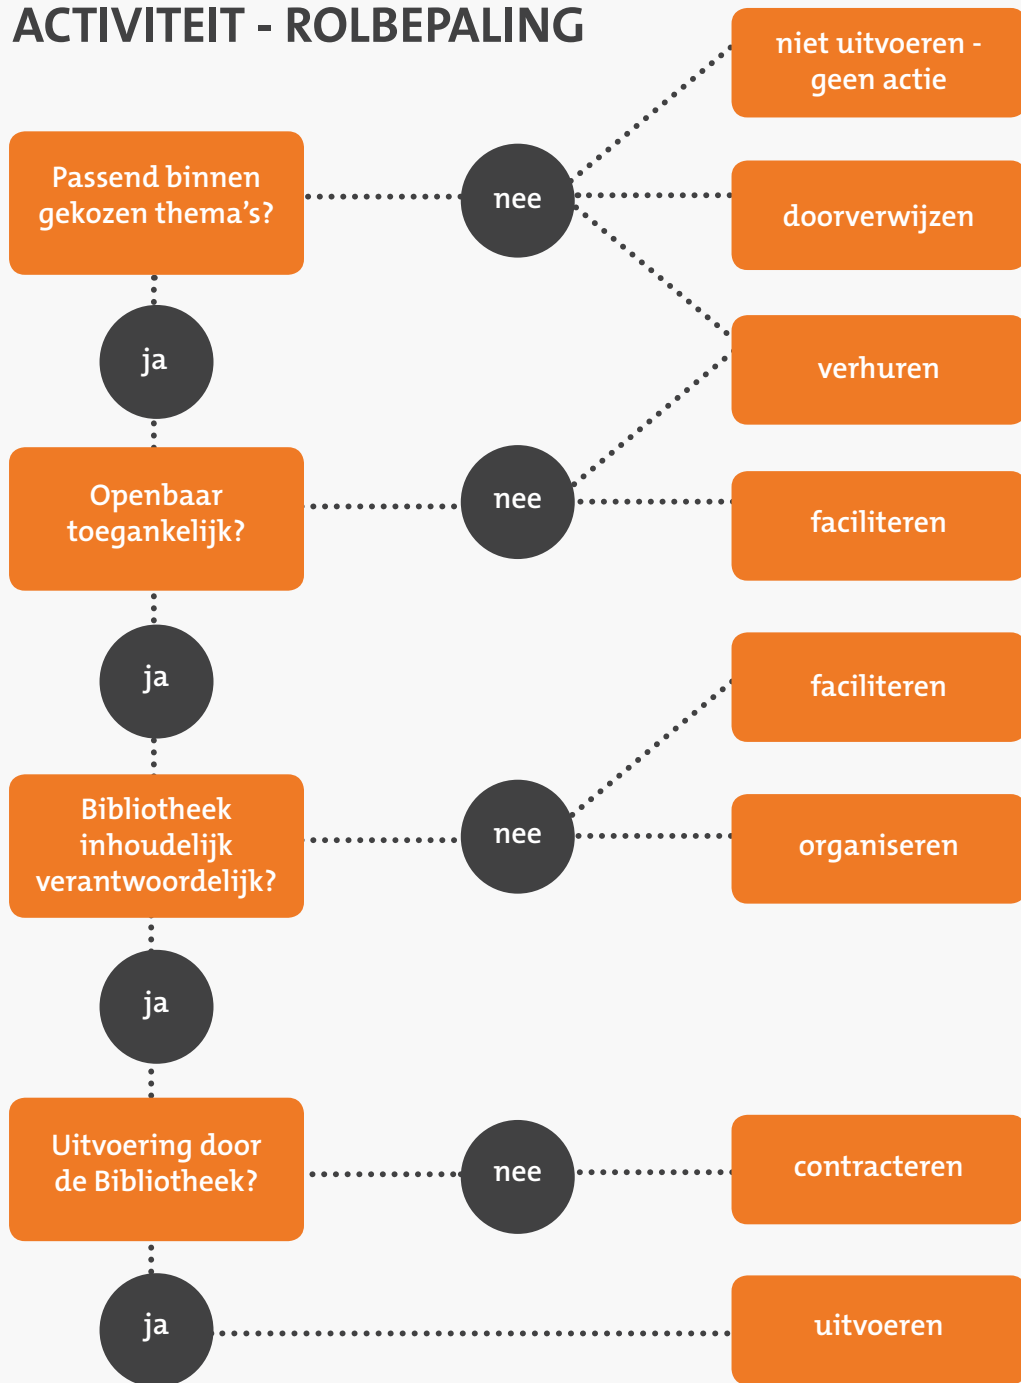 ACTIVITEIT - ROLBEPALING
niet uitvoeren -
geen actie
Passend binnen
gekozen thema's?
nee
doorverwijzen
ja
verhuren
Openbaar
toegankelijk?
nee
faciliteren
ja
faciliteren
Bibliotheek
inhoudelijk
verantwoordelijk?
nee
organiseren
ja
Uitvoering door
de Bibliotheek?
nee
contracteren
ja
uitvoeren